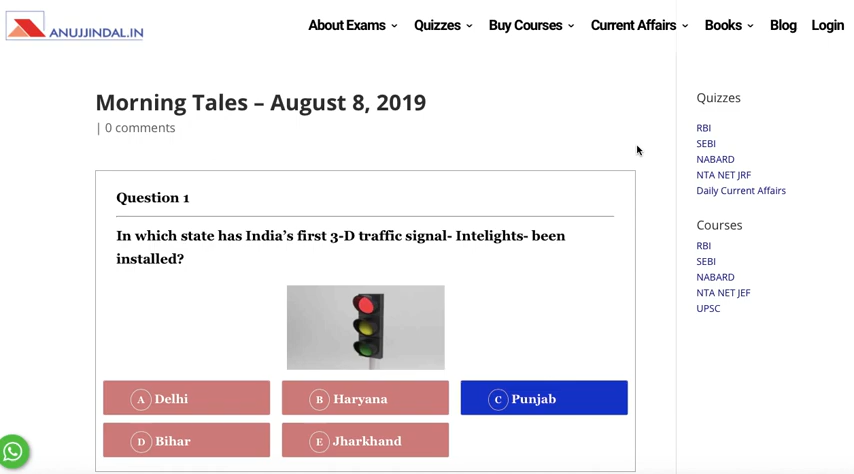 ANUJJINDAL.IN
About Exams Quizzes Buy Courses Current Affairs Books Blog Login
Morning Tales – August 8, 2019
| 0 comments
Question 1
In which state has India's first 3-D traffic signal- Intelights- been
installed?
A Delhi
B Haryana
C Punjab
D Bihar
E Jharkhand
Quizzes
RBI
SEBI
NABARD
NTA NET JRF
Daily Current Affairs
Courses
RBI
SEBI
NABARD
NTA NET JEF
UPSC